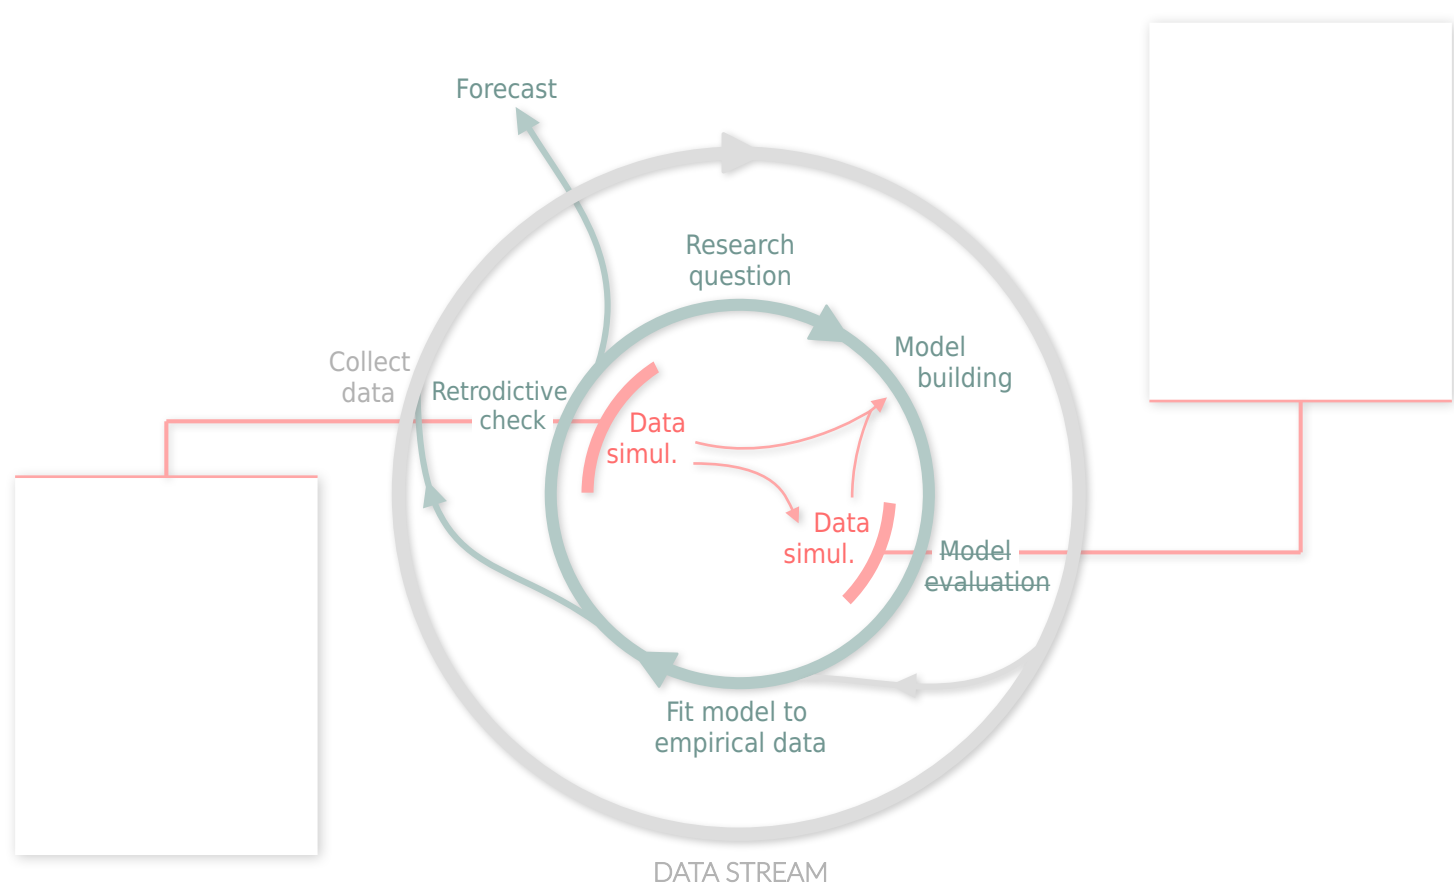 Forecast
Research
question
Model
building
Collect
data
Retrodictive
check
Data
simul.
Data
simul.
Model
evaluation
Fit model to
empirical data
DATA STREAM